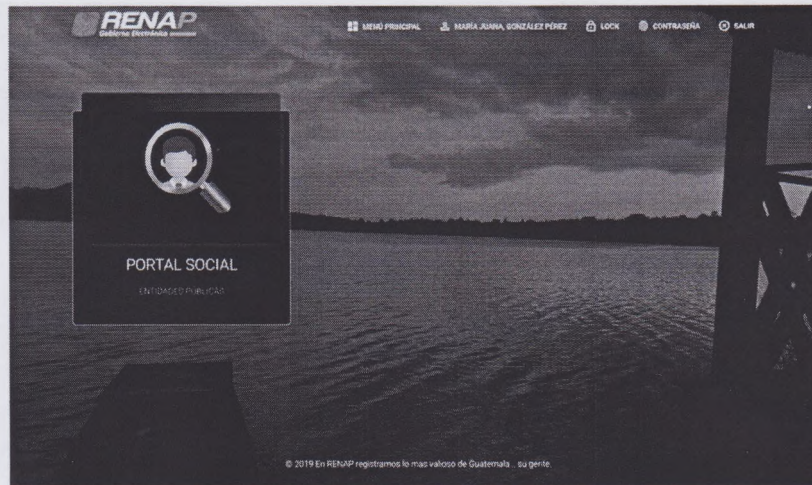 RENAP
Gobierno Electrónico
MENÚ PRINCIPAL
MARÍA JUANA, GONZÁLEZ PÉREZ
LOCK
CONTRASEÑA
SALIR
PORTAL SOCIAL
ENTIDADES PUBLICAS
© 2019 En RENAP registramos lo mas valioso de Guatemala... su gente.